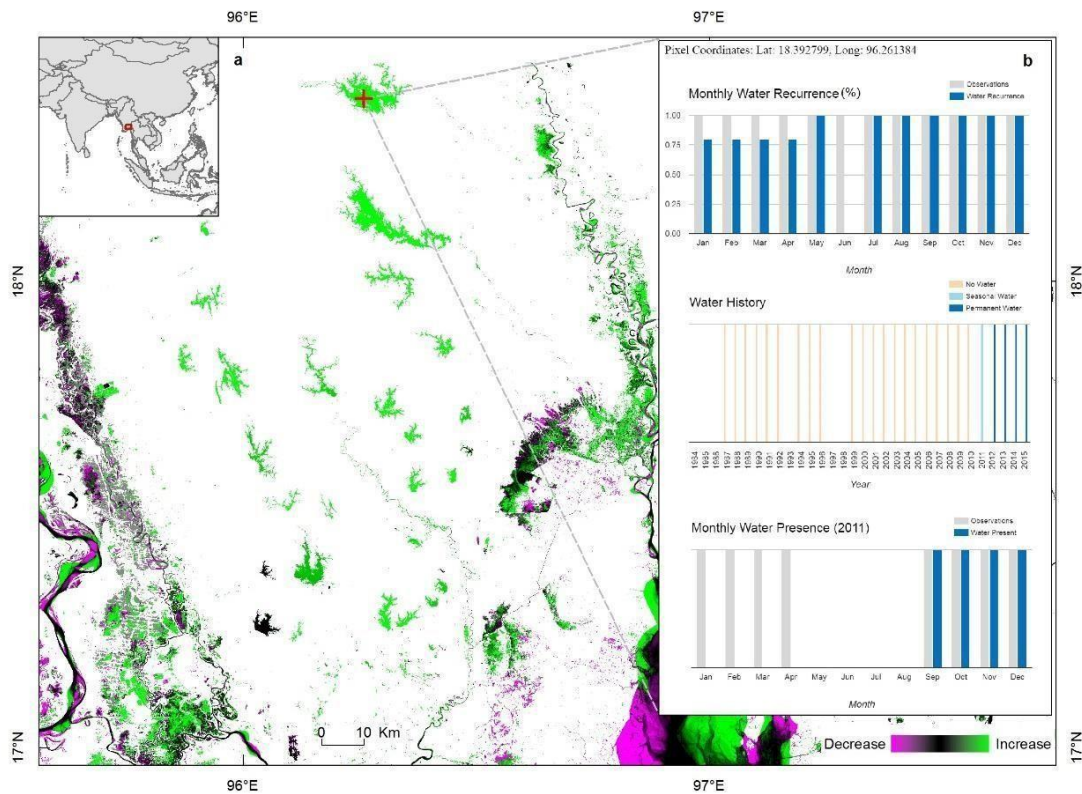 96°E
97°E
a
Pixel Coordinates: Lat: 18.392799, Long: 96.261384
b
Observations
Water Recurrence
Monthly Water Recurrence (%)
1.00
0.75
0.50
0.25
0.00
Jan Feb Mar Apr May Jun Jul Aug Sep Oct Nov Dec
Month
18°N
18°N
No Water
Seasonal Water
Permanent Water
Water History
1984 1985 1986 1987 1988 1989 1990 1991 1992 1993 1994 1995 1996 1997 1998 1999 2000 2001 2002 2003 2004 2005 2006 2007 2008 2009 2010 2011 2012 2013 2014 2015
Year
Observations
Water Present
Monthly Water Presence (2011)
Jan Feb Mar Apr May Jun Jul Aug Sep Oct Nov Dec
Month
0 10 Km
Decrease Increase
17°N
17°N
96°E
97°E